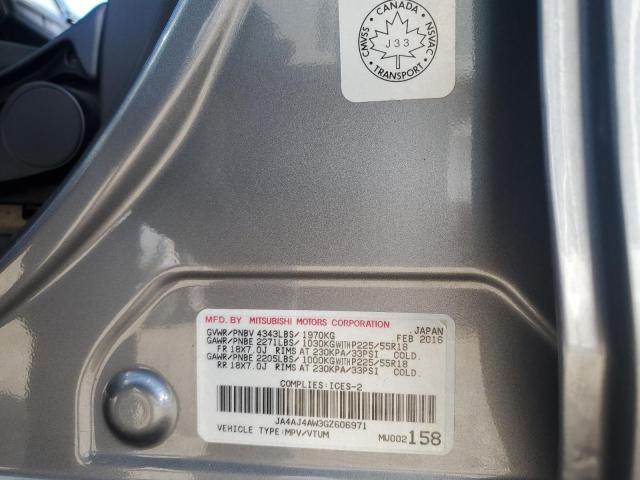 CANADA
CMVSS
NSVAC
J33
TRANSPORT
MFD. BY MITSUBISHI MOTORS CORPORATION
JAPAN
GVWR/PNBV 4343LBS/ 1970KG FEB 2016
GAWR/PNBE 2271LBS/ 1030KG WITH P225/55R18
FR 18X7.0J RIMS AT 230KPA/33PSI COLD.
GAWR/PNBE 2205LBS/ 1000KG WITH P225/55R18
RR 18X7.0J RIMS AT 230KPA/33PSI COLD.
COMPLIES:ICES-2
JA4AJ4AW3GZ606971
VEHICLE TYPE:MPV/VTUM MU002158